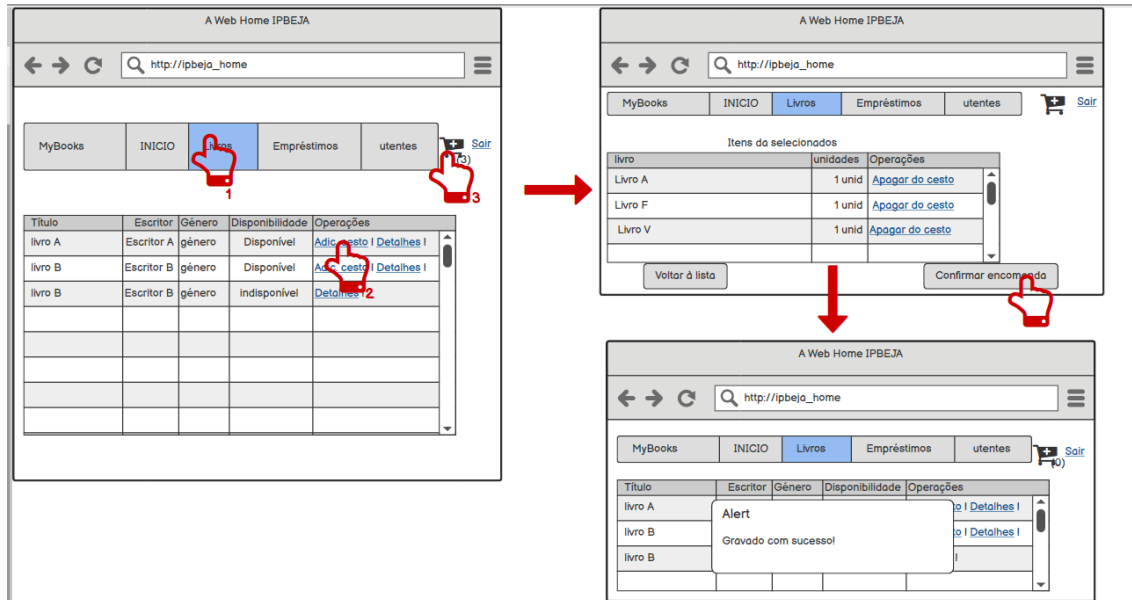 A Web Home IPBEJA
http://ipbeja_home
MyBooks INICIO Livros Empréstimos utentes Sair
(3)
1
3
Título Escritor Género Disponibilidade Operações
livro A Escritor A género Disponível Adic. cesto | Detalhes |
livro B Escritor B género Disponível Adic. cesto | Detalhes |
livro B Escritor B género indisponível Detalhes |
2
A Web Home IPBEJA
http://ipbeja_home
MyBooks INICIO Livros Empréstimos utentes Sair
Itens da selecionados
livro unidades Operações
Livro A 1 unid Apagar do cesto
Livro F 1 unid Apagar do cesto
Livro V 1 unid Apagar do cesto
Voltar à lista Confirmar encomenda
A Web Home IPBEJA
http://ipbeja_home
MyBooks INICIO Livros Empréstimos utentes Sair
(0)
Título Escritor Género Disponibilidade Operações
livro A to | Detalhes |
livro B to | Detalhes |
livro B |
Alert
Gravado com sucesso!